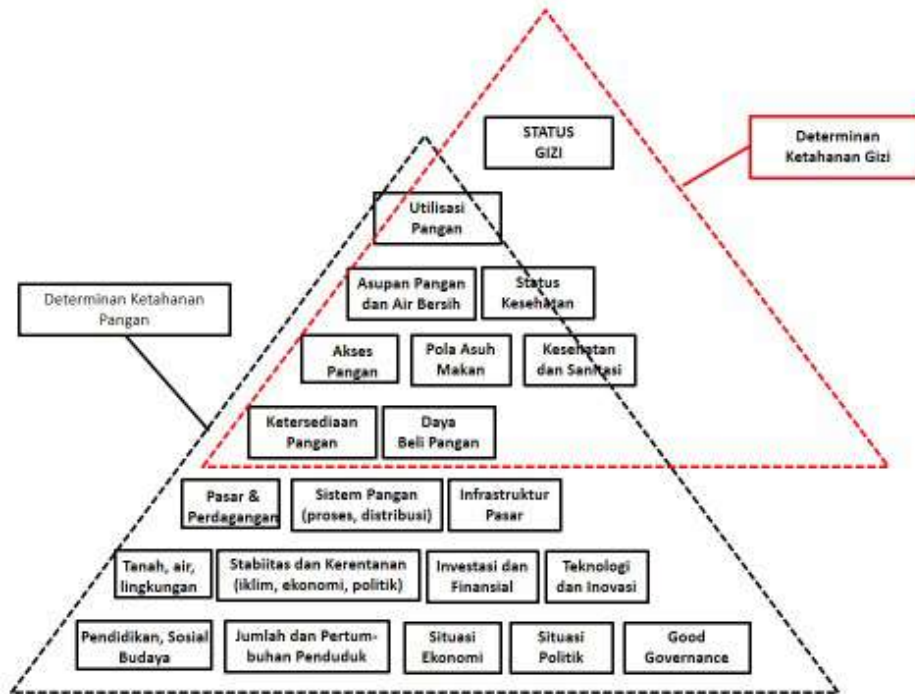 STATUS
GIZI
Determinan
Ketahanan Gizi
Utilisasi
Pangan
Asupan Pangan
dan Air Bersih
Status
Kesehatan
Determinan Ketahanan
Pangan
Akses
Pangan
Pola Asuh
Makan
Kesehatan
dan Sanitasi
Ketersediaan
Pangan
Daya
Beli Pangan
Pasar &
Perdagangan
Sistem Pangan
(proses, distribusi)
Infrastruktur
Pasar
Tanah, air,
lingkungan
Stabiitas dan Kerentanan
(iklim, ekonomi, politik)
Investasi dan
Finansial
Teknologi
dan Inovasi
Pendidikan, Sosial
Budaya
Jumlah dan Pertum-
buhan Penduduk
Situasi
Ekonomi
Situasi
Politik
Good
Governance